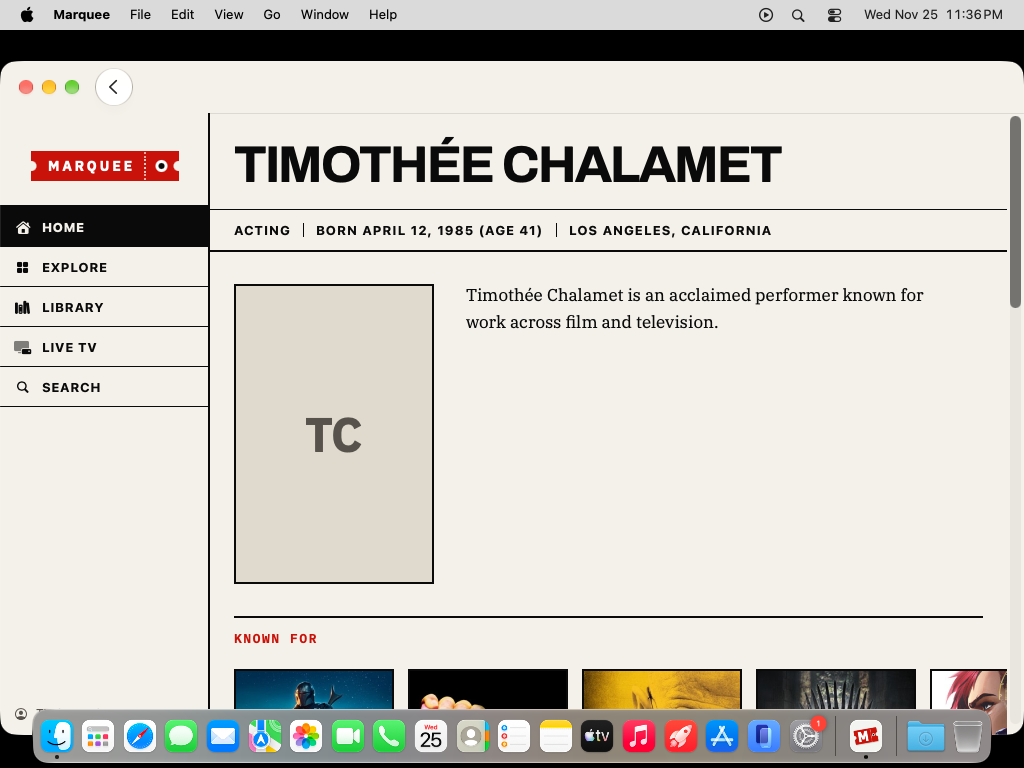 Marquee File Edit View Go Window Help Wed Nov 25 11:36 PM
MARQUEE
HOME
EXPLORE
LIBRARY
LIVE TV
SEARCH
TIMOTHÉE CHALAMET
ACTING BORN APRIL 12, 1985 (AGE 41) LOS ANGELES, CALIFORNIA
TC
Timothée Chalamet is an acclaimed performer known for
work across film and television.
KNOWN FOR
Wed
25
tv
1
M